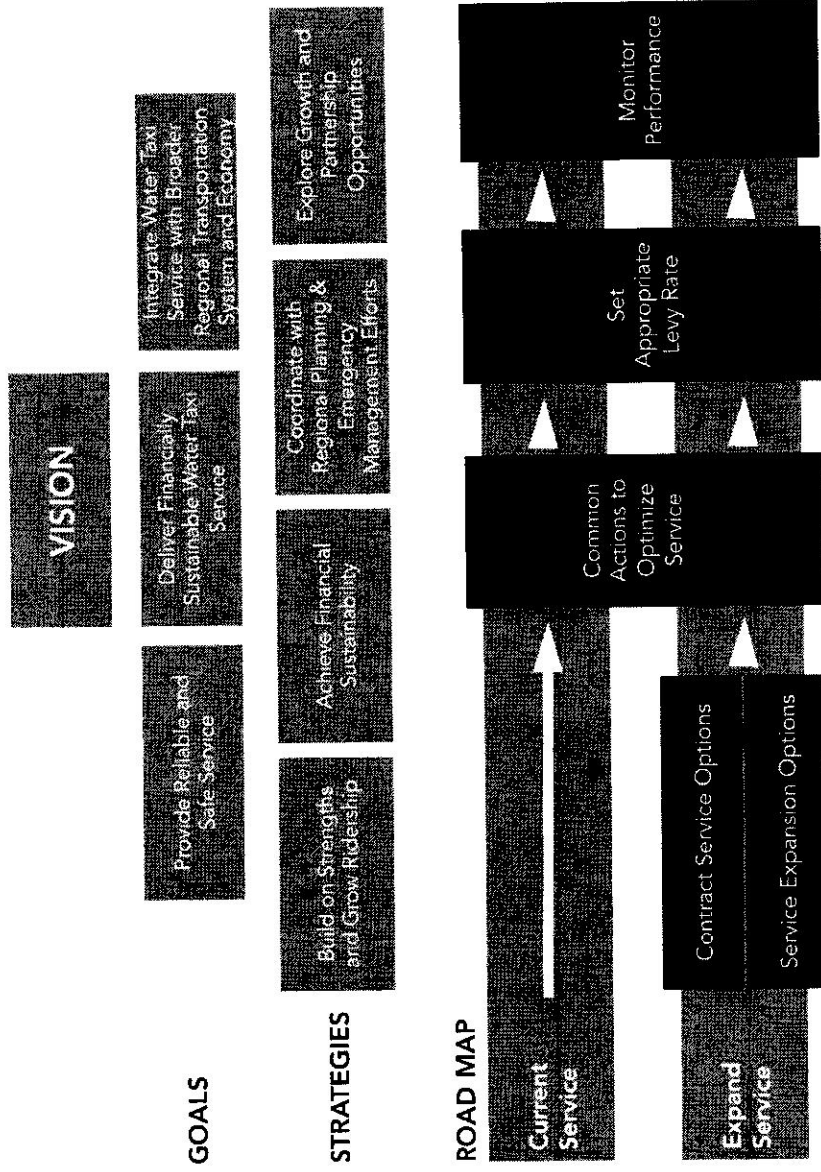 VISION
GOALS
Provide Reliable and
Safe Service
Deliver Financially
Sustainable Water Taxi
Service
Integrate Water Taxi
Service with Broader
Regional Transportation
System and Economy
STRATEGIES
Build on Strengths
and Grow Ridership
Achieve Financial
Sustainability
Coordinate with
Regional Planning &
Emergency
Management Efforts
Explore Growth and
Partnership
Opportunities
ROAD MAP
Current
Service
Expand
Service
Contract Service Options
Service Expansion Options
Common
Actions to
Optimize
Service
Set
Appropriate
Levy Rate
Monitor
Performance